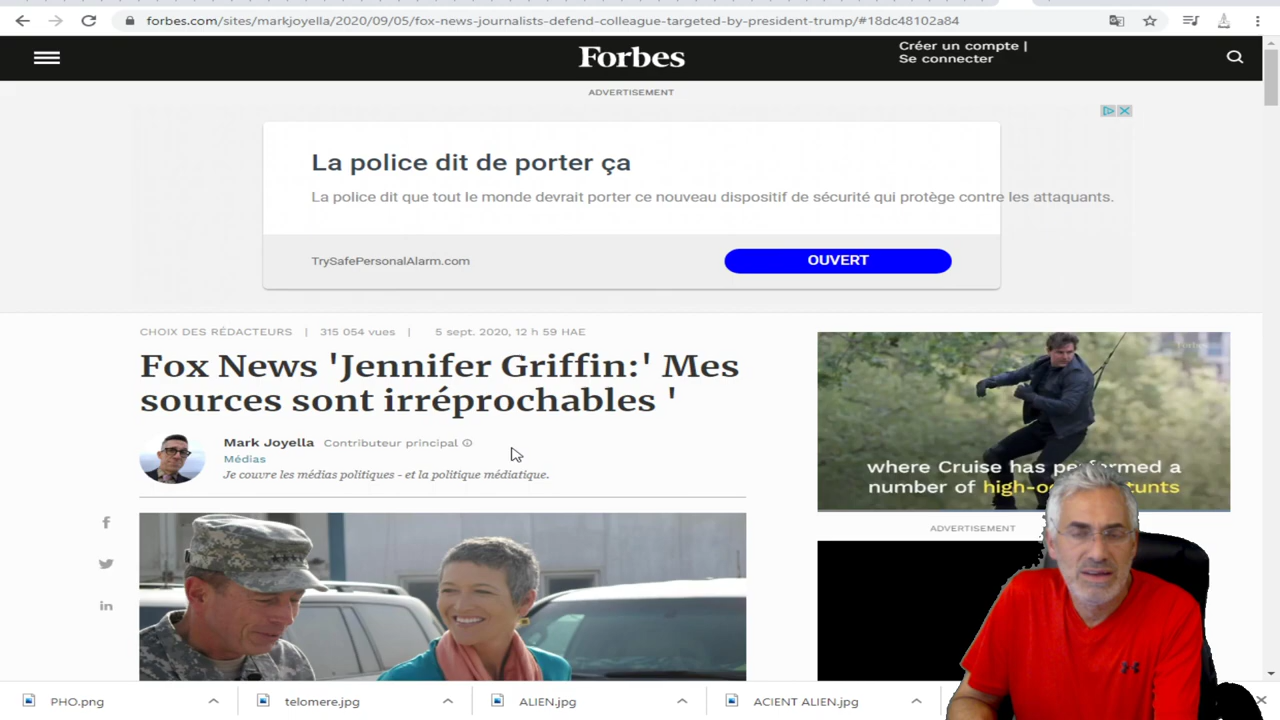 forbes.com/sites/markjoyella/2020/09/05/fox-news-journalists-defend-colleague-targeted-by-president-trump/#18dc48102a84
Forbes
Créer un compte |
Se connecter
ADVERTISEMENT
La police dit de porter ça
La police dit que tout le monde devrait porter ce nouveau dispositif de sécurité qui protège contre les attaquants.
TrySafePersonalAlarm.com
OUVERT
CHOIX DES RÉDACTEURS | 315 054 vues | 5 sept. 2020, 12 h 59 HAE
Fox News 'Jennifer Griffin:' Mes
sources sont irréprochables '
Mark Joyella Contributeur principal
Médias
Je couvre les médias politiques - et la politique médiatique.
Forbes
where Cruise has performed a
number of
ADVERTISEMENT
PHO.png
telomere.jpg
ALIEN.jpg
ACIENT ALIEN.jpg